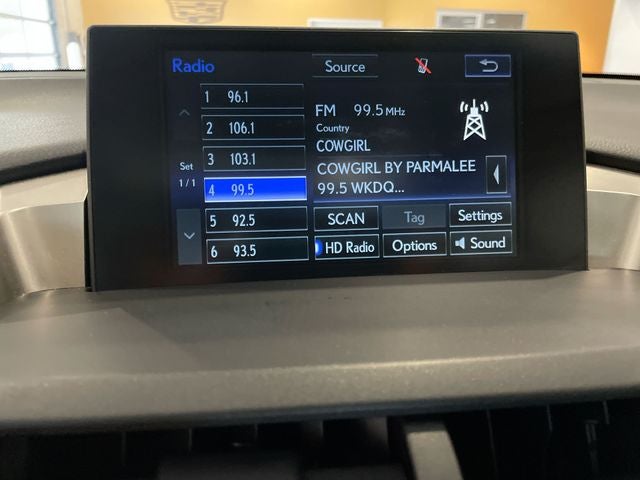 Radio
Source
1 96.1
2 106.1
3 103.1
4 99.5
5 92.5
6 93.5
Set
1/1
FM 99.5 MHz
Country
COWGIRL
COWGIRL BY PARMALEE
99.5 WKDQ...
SCAN Tag Settings
HD Radio Options Sound